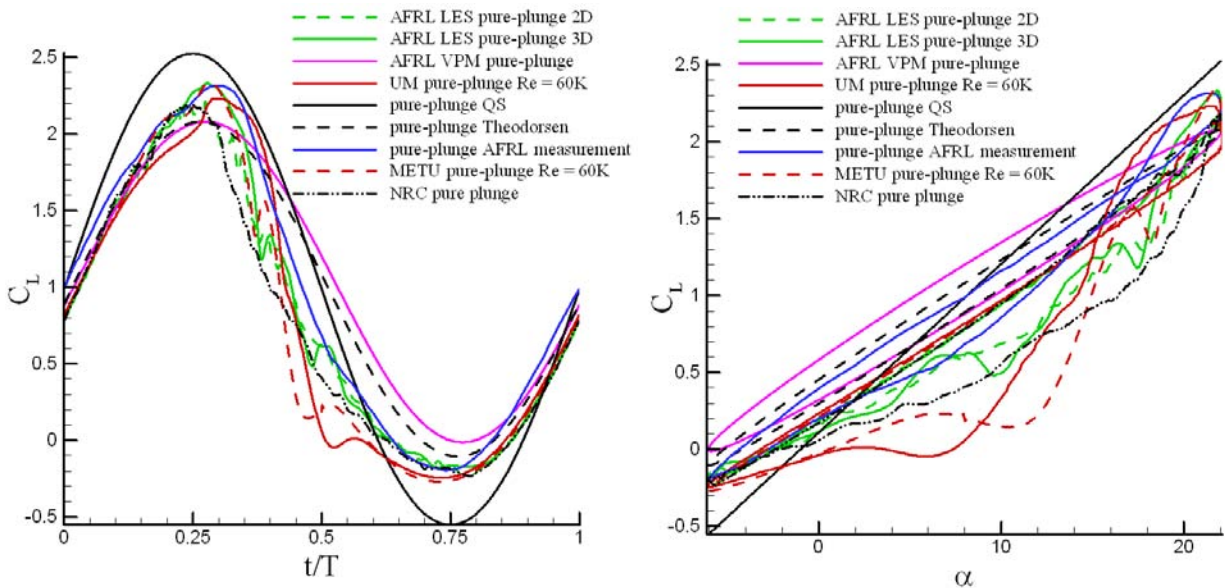 AFRL LES pure-plunge 2D
AFRL LES pure-plunge 3D
AFRL VPM pure-plunge
UM pure-plunge Re = 60K
pure-plunge QS
pure-plunge Theodorsen
pure-plunge AFRL measurement
METU pure-plunge Re = 60K
NRC pure plunge
2.5
2
1.5
1
0.5
0
-0.5
C_L
0
0.25
0.5
0.75
1
t/T
AFRL LES pure-plunge 2D
AFRL LES pure-plunge 3D
AFRL VPM pure-plunge
UM pure-plunge Re = 60K
pure-plunge QS
pure-plunge Theodorsen
pure-plunge AFRL measurement
METU pure-plunge Re = 60K
NRC pure plunge
2.5
2
1.5
1
0.5
0
-0.5
C_L
0
10
20
α